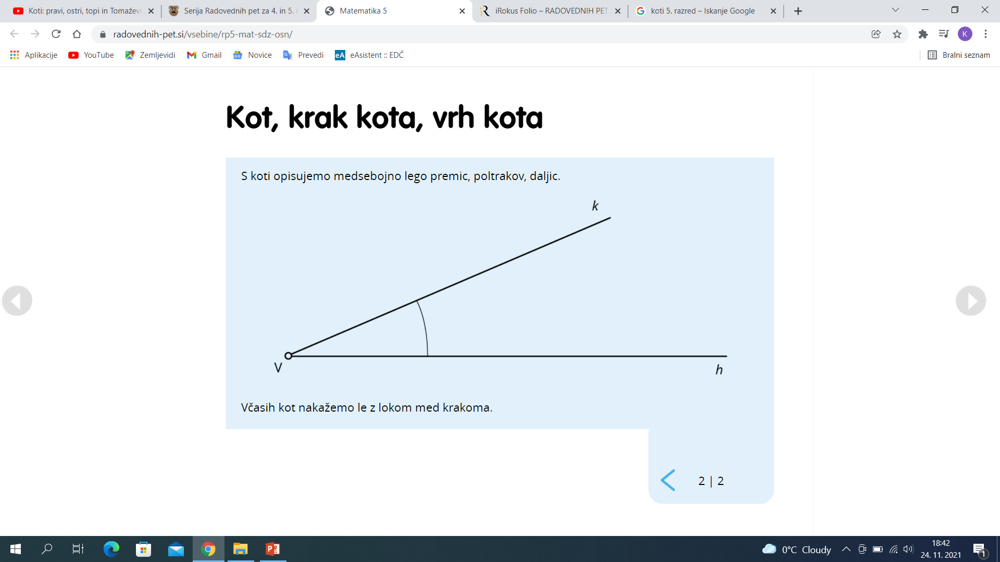 Koti: pravi, ostri, topi in Tomaževi
Serija Radovednih pet za 4. in 5.
Matematika 5
iRokus Folio – RADOVEDNIH PET
koti 5. razred – Iskanje Google
radovednih-pet.si/vsebine/rp5-mat-sdz-osn/
K
Aplikacije
YouTube
Zemljevidi
Gmail
Novice
Prevedi
eA eAsistent :: EDČ
Bralni seznam
Kot, krak kota, vrh kota
S koti opisujemo medsebojno lego premic, poltrakov, daljic.
k
V
h
Včasih kot nakažemo le z lokom med krakoma.
2 | 2
0°C Cloudy
18:42
24. 11. 2021
1